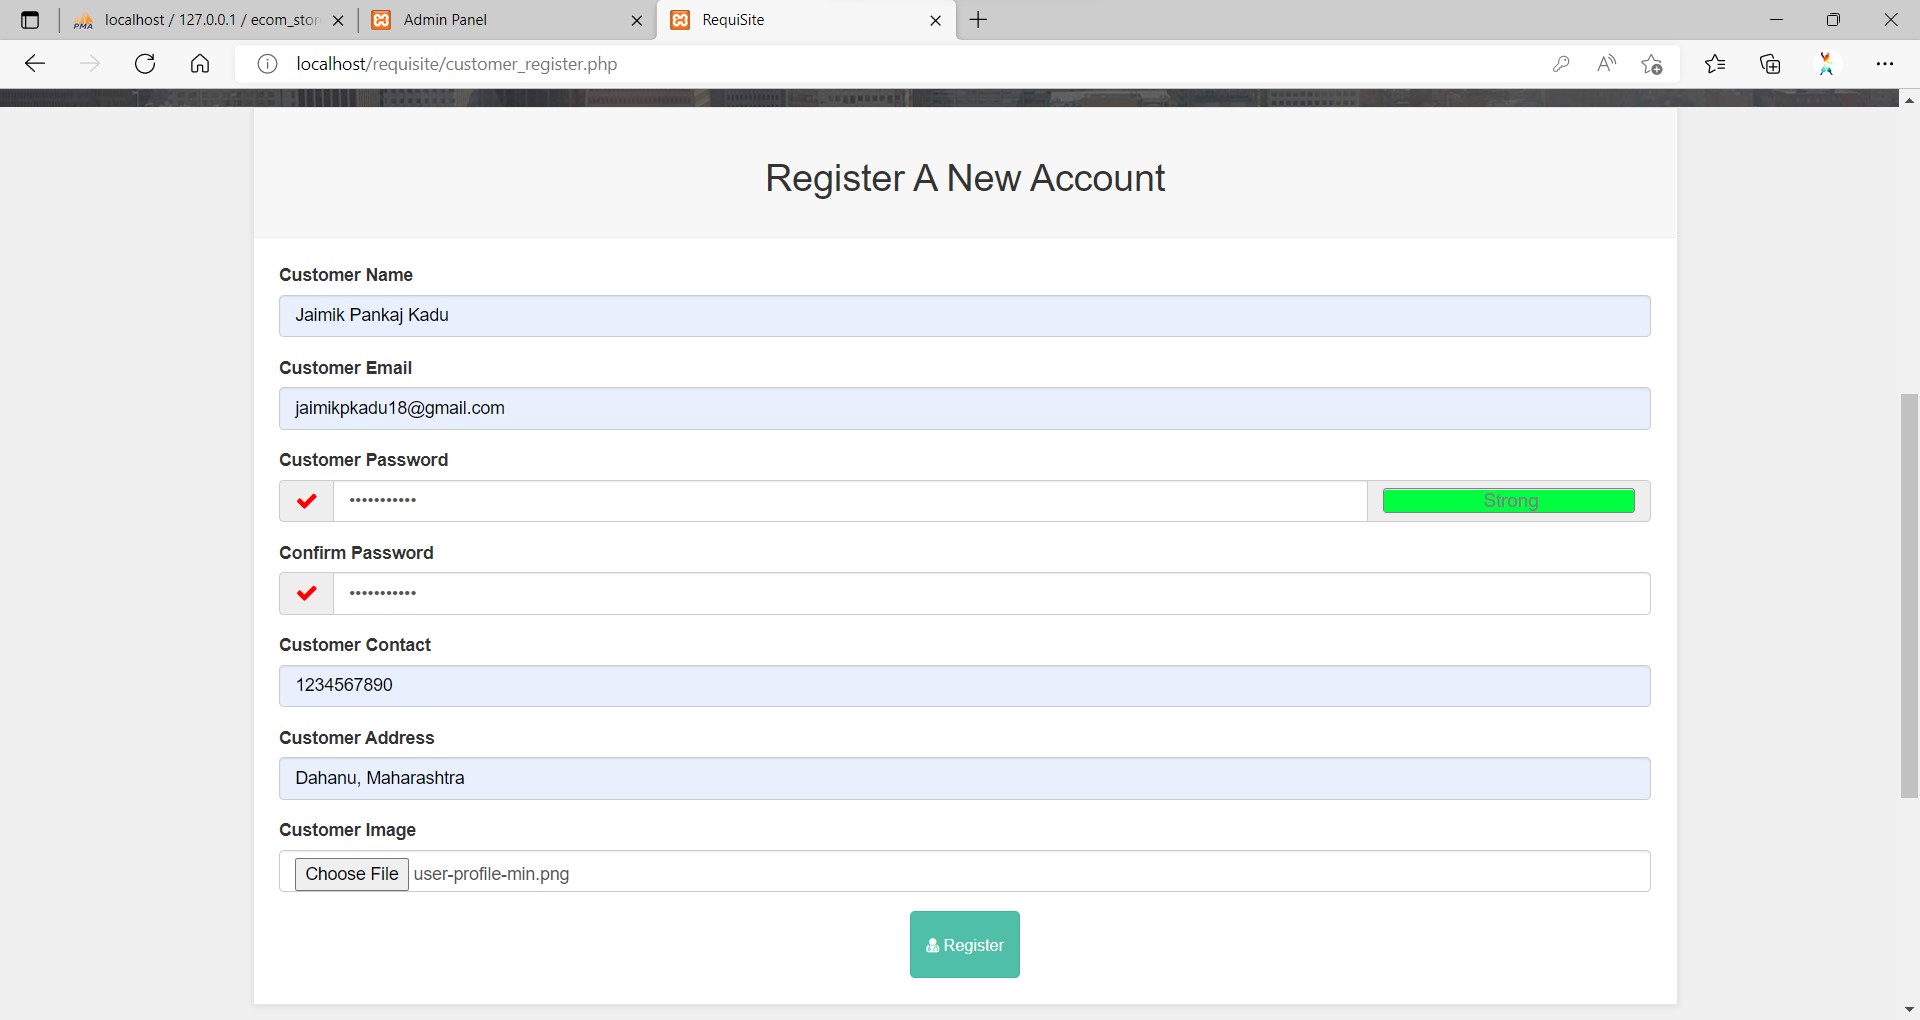 localhost / 127.0.0.1 / ecom_stor
Admin Panel
RequiSite
localhost/requisite/customer_register.php
Register A New Account
Customer Name
Jaimik Pankaj Kadu
Customer Email
jaimikpkadu18@gmail.com
Customer Password
•••••••••••
Strong
Confirm Password
•••••••••••
Customer Contact
1234567890
Customer Address
Dahanu, Maharashtra
Customer Image
Choose File user-profile-min.png
Register